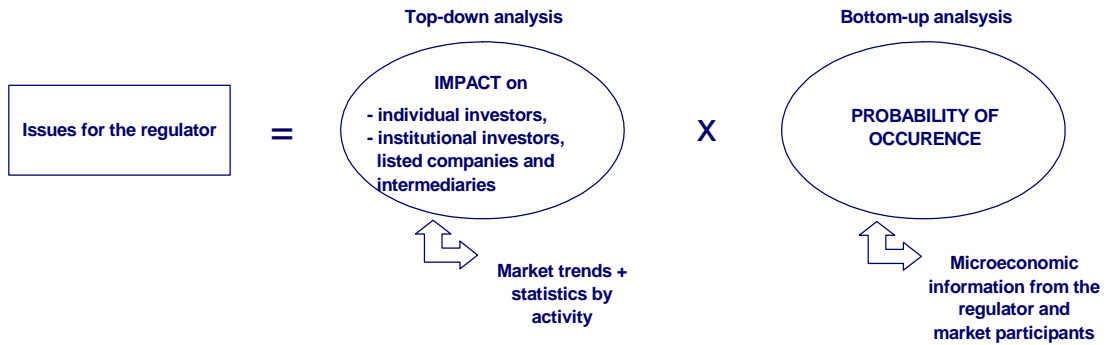 Top-down analysis
Bottom-up analsysis
Issues for the regulator
=
IMPACT on
- individual investors,
- institutional investors,
listed companies and
intermediaries
x
PROBABILITY OF
OCCURENCE
Market trends +
statistics by
activity
Microeconomic
information from the
regulator and
market participants